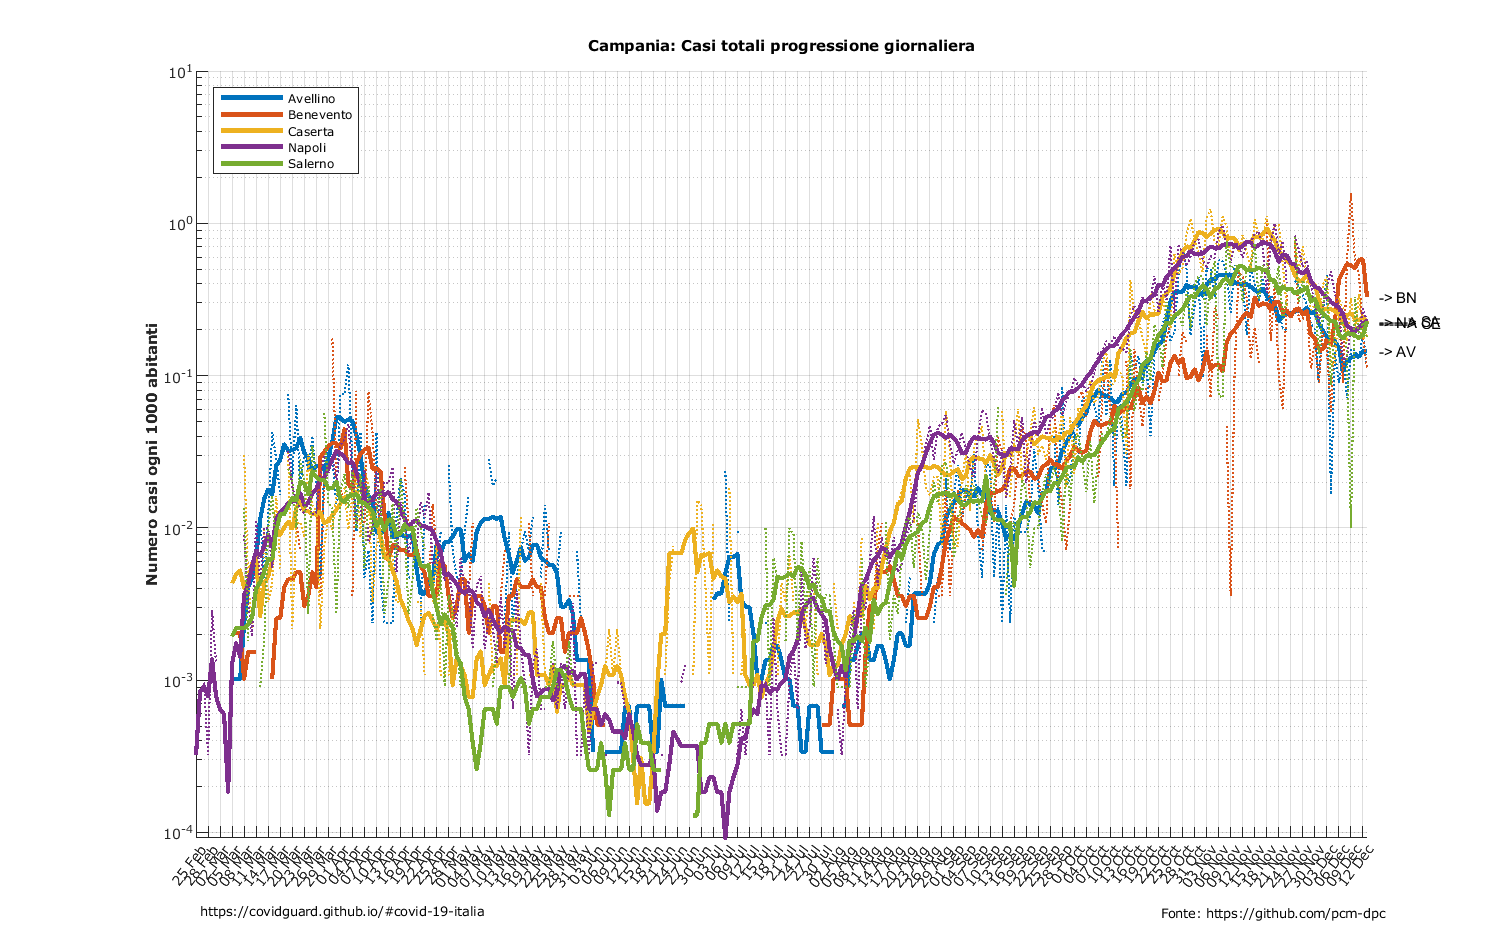 Campania: Casi totali progressione giornaliera
10^1
10^0
10^-1
10^-2
10^-3
10^-4
Numero casi ogni 1000 abitanti
Avellino
Benevento
Caserta
Napoli
Salerno
-> BN
-> AV
25 Feb
28 Feb
02 Mar
05 Mar
08 Mar
11 Mar
14 Mar
17 Mar
20 Mar
23 Mar
26 Mar
29 Mar
01 Apr
04 Apr
07 Apr
10 Apr
13 Apr
16 Apr
19 Apr
22 Apr
25 Apr
28 Apr
01 May
04 May
07 May
10 May
13 May
16 May
19 May
22 May
25 May
28 May
31 May
03 Jun
06 Jun
09 Jun
12 Jun
15 Jun
18 Jun
21 Jun
24 Jun
27 Jun
30 Jun
03 Jul
06 Jul
09 Jul
12 Jul
15 Jul
18 Jul
21 Jul
24 Jul
27 Jul
30 Jul
02 Aug
05 Aug
08 Aug
11 Aug
14 Aug
17 Aug
20 Aug
23 Aug
26 Aug
29 Aug
01 Sep
04 Sep
07 Sep
10 Sep
13 Sep
16 Sep
19 Sep
22 Sep
25 Sep
28 Sep
01 Oct
04 Oct
07 Oct
10 Oct
13 Oct
16 Oct
19 Oct
22 Oct
25 Oct
28 Oct
31 Oct
03 Nov
06 Nov
09 Nov
12 Nov
15 Nov
18 Nov
21 Nov
24 Nov
27 Nov
30 Nov
03 Dec
06 Dec
09 Dec
12 Dec
https://covidguard.github.io/#covid-19-italia
Fonte: https://github.com/pcm-dpc